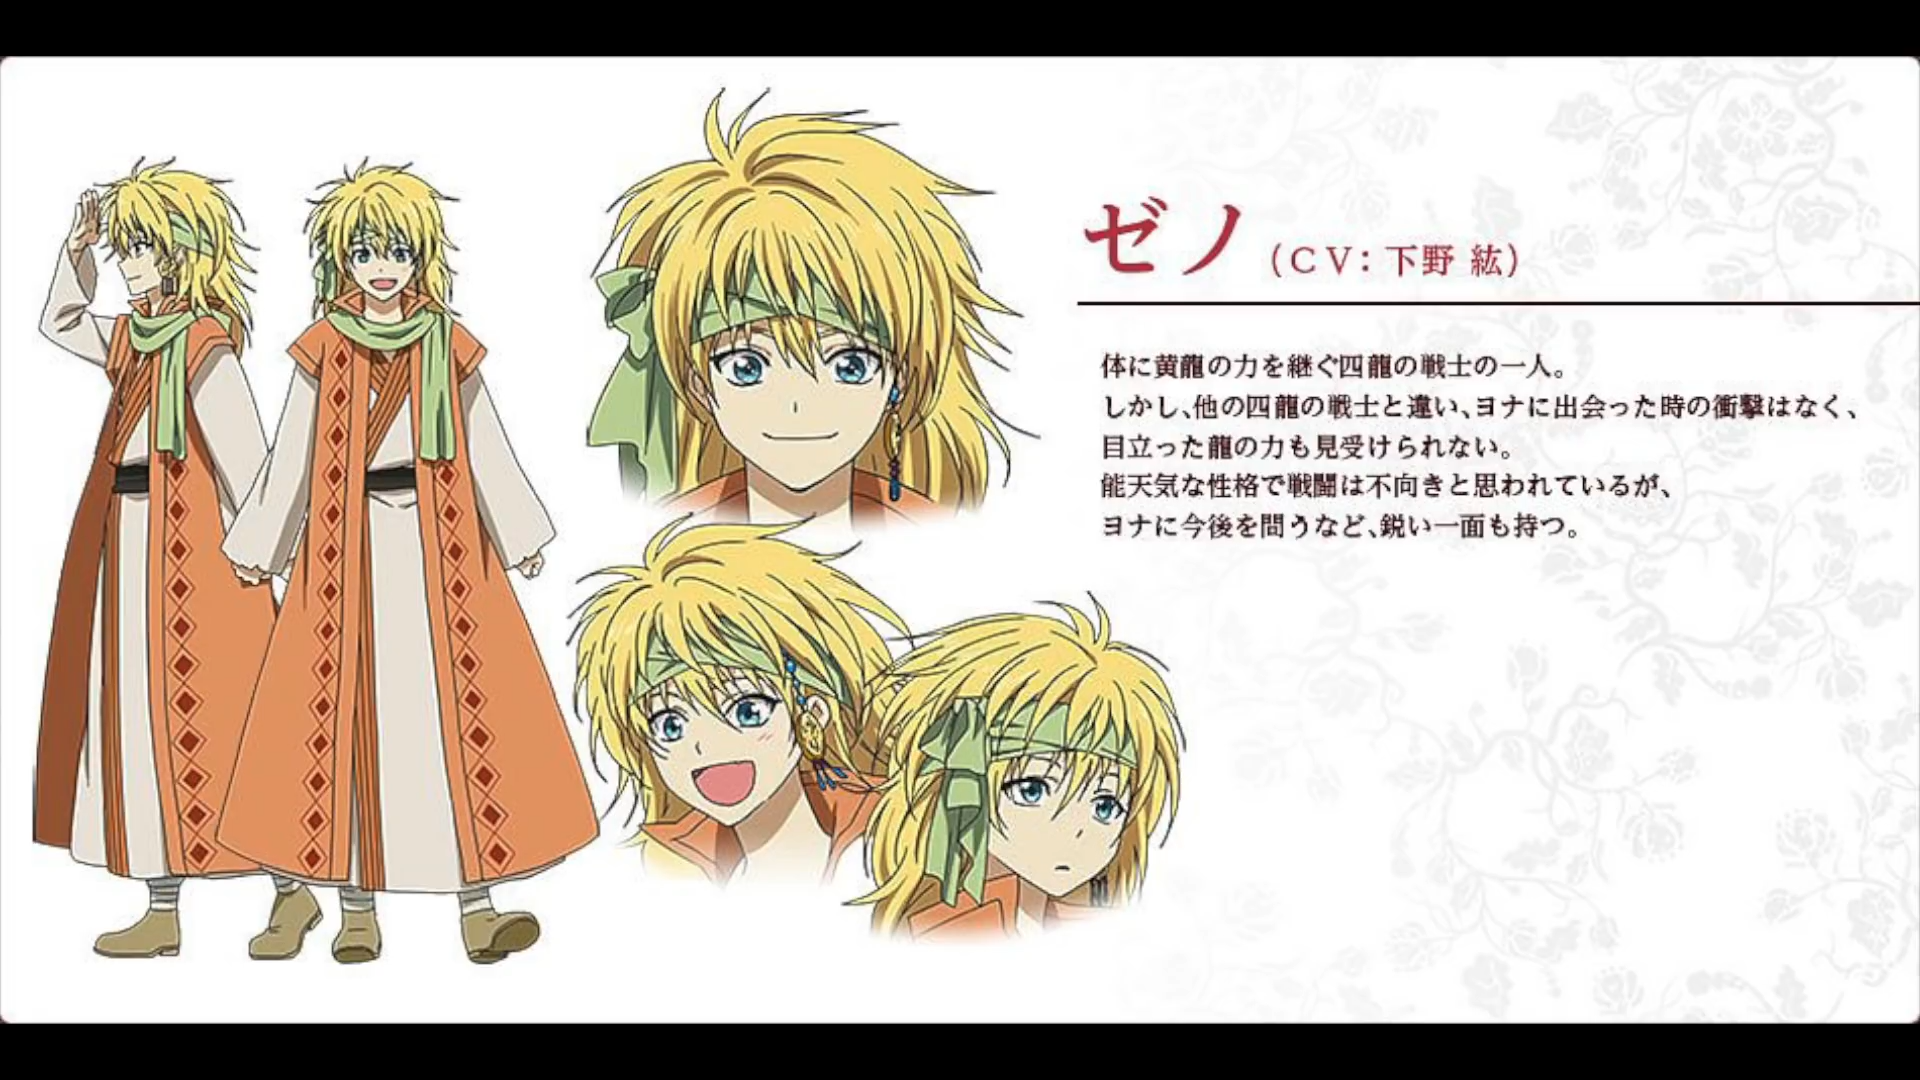 ゼノ（CV：下野 紘）
体に黄龍の力を継ぐ四龍の戦士の一人。
しかし、他の四龍の戦士と違い、ヨナに出会った時の衝撃はなく、
目立った龍の力も見受けられない。
能天気な性格で戦闘は不向きと思われているが、
ヨナに今後を問うなど、鋭い一面も持つ。